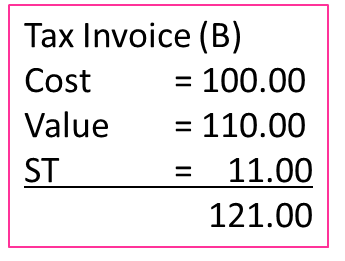 Tax Invoice (B)
Cost = 100.00
Value = 110.00
ST = 11.00
121.00